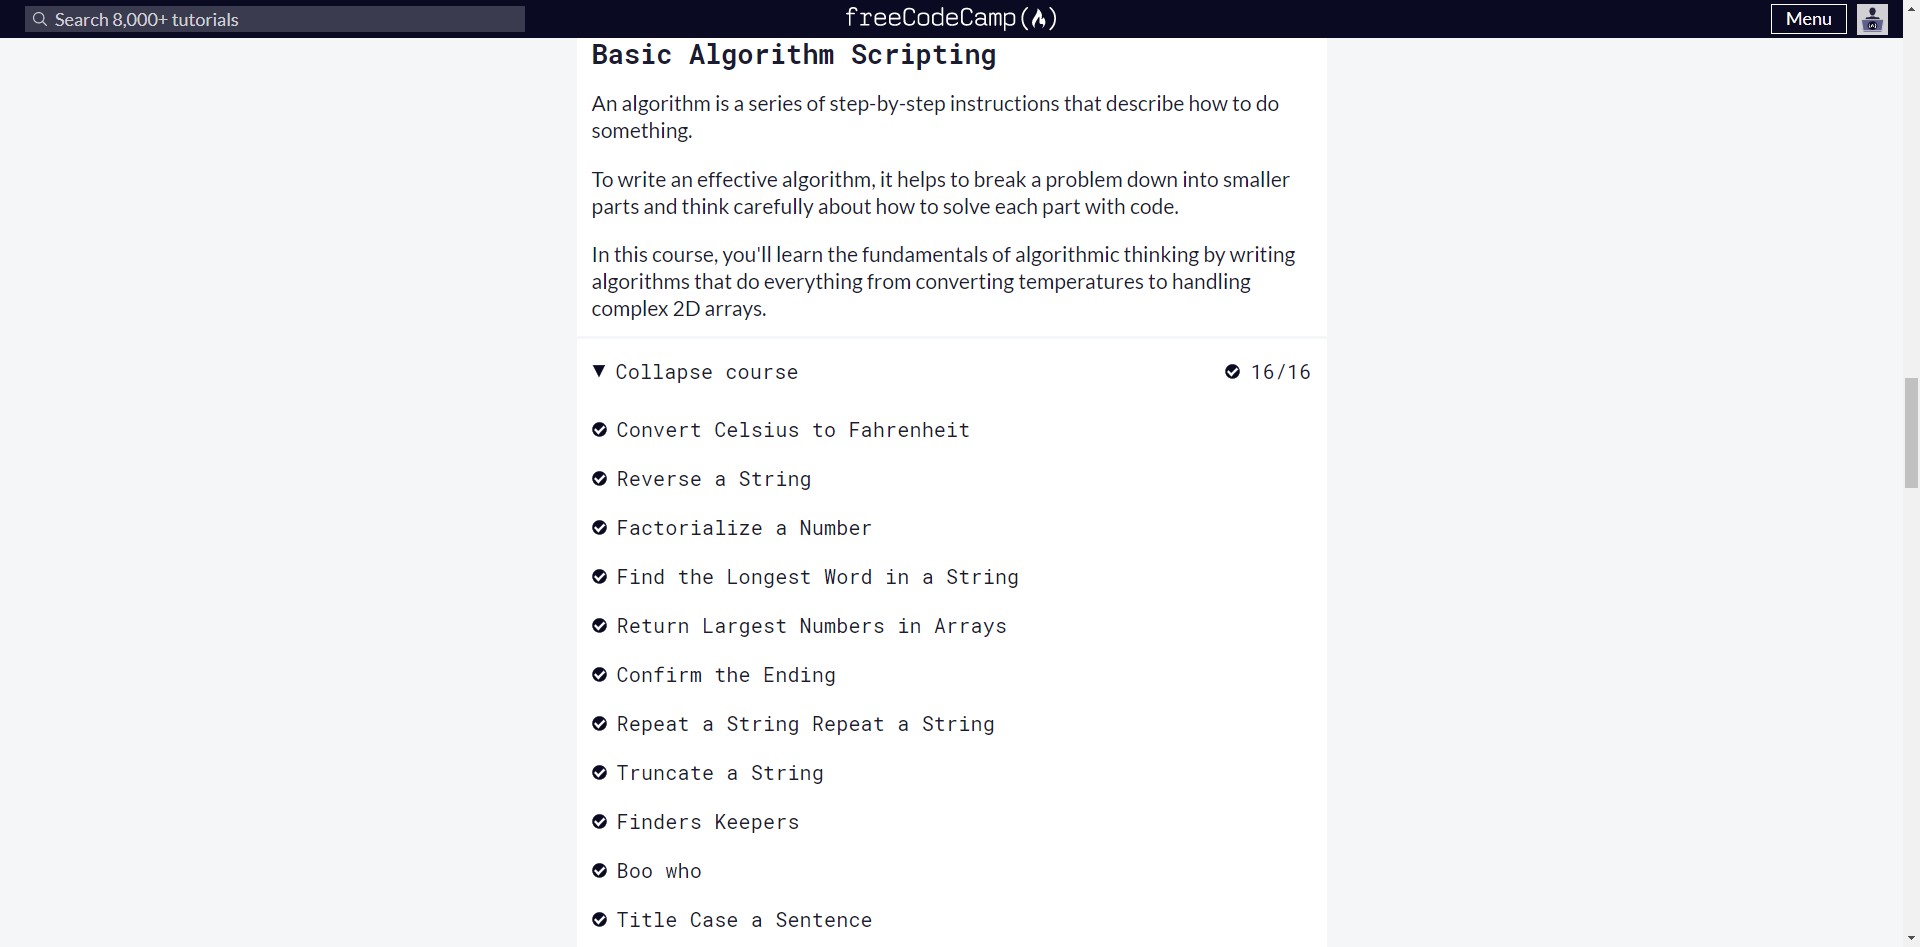 Search 8,000+ tutorials
freeCodeCamp(🔥)
Menu
Basic Algorithm Scripting
An algorithm is a series of step-by-step instructions that describe how to do
something.
To write an effective algorithm, it helps to break a problem down into smaller
parts and think carefully about how to solve each part with code.
In this course, you'll learn the fundamentals of algorithmic thinking by writing
algorithms that do everything from converting temperatures to handling
complex 2D arrays.
Collapse course 16/16
Convert Celsius to Fahrenheit
Reverse a String
Factorialize a Number
Find the Longest Word in a String
Return Largest Numbers in Arrays
Confirm the Ending
Repeat a String Repeat a String
Truncate a String
Finders Keepers
Boo who
Title Case a Sentence